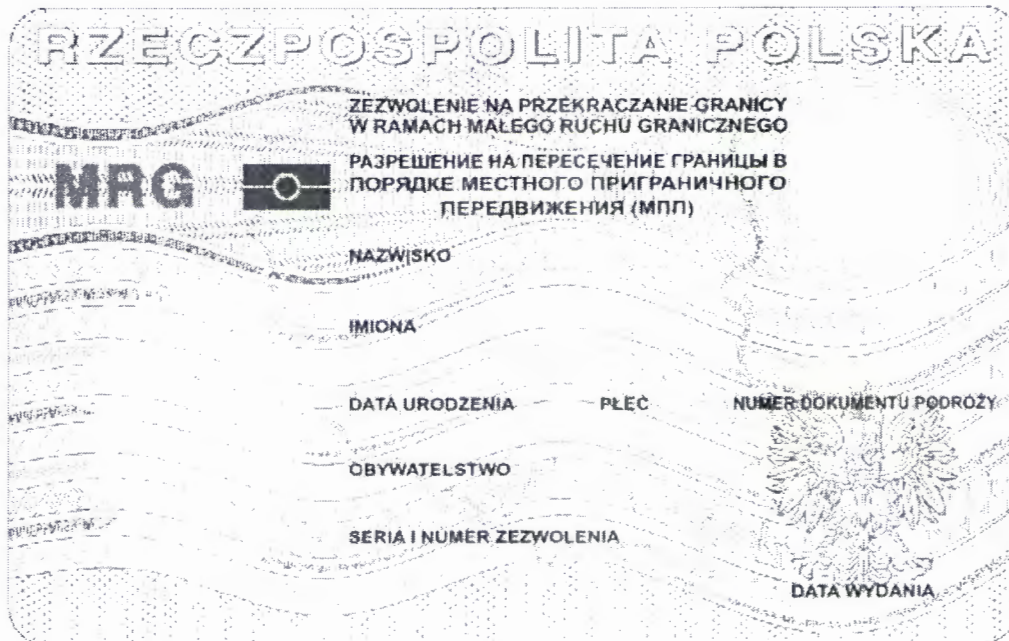 RZECZPOSPOLITA POLSKA
ZEZWOLENIE NA PRZEKRACZANIE GRANICY
W RAMACH MAŁEGO RUCHU GRANICZNEGO
MRG
РАЗРЕШЕНИЕ НА ПЕРЕСЕЧЕНИЕ ГРАНИЦЫ В
ПОРЯДКЕ МЕСТНОГО ПРИГРАНИЧНОГО
ПЕРЕДВИЖЕНИЯ (МПП)
NAZWISKO
IMIONA
DATA URODZENIA PŁEĆ NUMER DOKUMENTU PODRÓŻY
OBYWATELSTWO
SERIA I NUMER ZEZWOLENIA
DATA WYDANIA